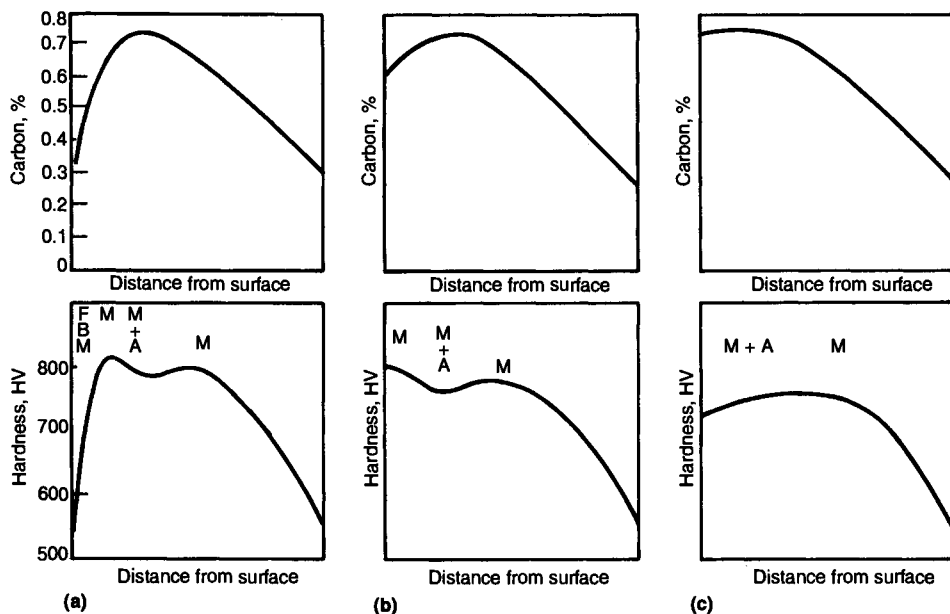 0.8
0.7
0.6
0.5
0.4
0.3
0.2
0.1
0
Carbon, %
Distance from surface
Carbon, %
Distance from surface
Carbon, %
Distance from surface
F
B
M
M
M
+
A
M
800
700
600
500
Hardness, HV
Distance from surface
(a)
M
M
+
A
M
Hardness, HV
Distance from surface
(b)
M + A
M
Hardness, HV
Distance from surface
(c)